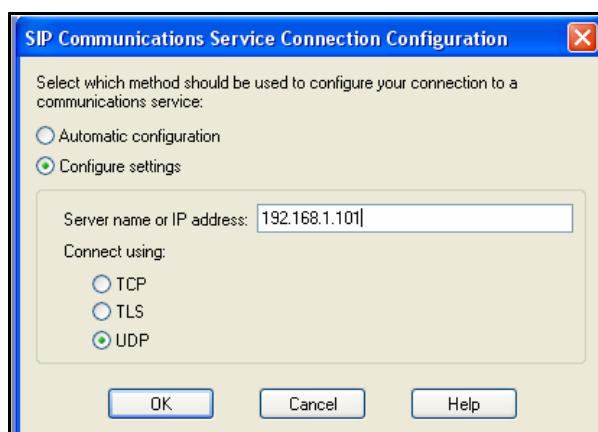 SIP Communications Service Connection Configuration
Select which method should be used to configure your connection to a
communications service:
Automatic configuration
Configure settings
Server name or IP address: 192.168.1.101
Connect using:
TCP
TLS
UDP
OK Cancel Help